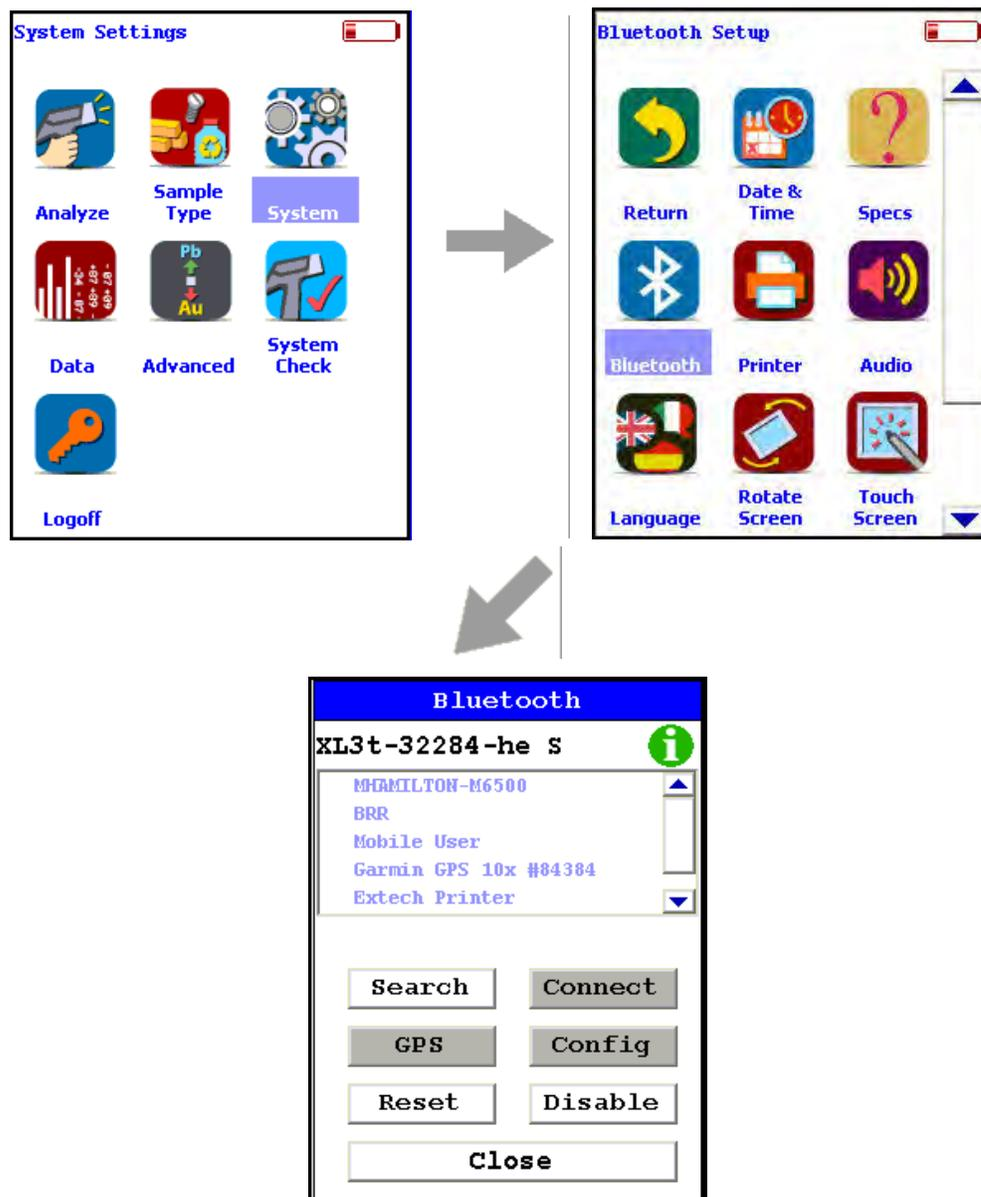 System Settings
Analyze
Sample
Type
System
Data
Pb
Au
Advanced
System
Check
Logoff
Bluetooth Setup
Return
Date &
Time
Specs
Bluetooth
Printer
Audio
Language
Rotate
Screen
Touch
Screen
Bluetooth
XL3t-32284-he S
MHAMILTON-M6500
BRR
Mobile User
Garmin GPS 10x #84384
Extech Printer
Search
Connect
GPS
Config
Reset
Disable
Close